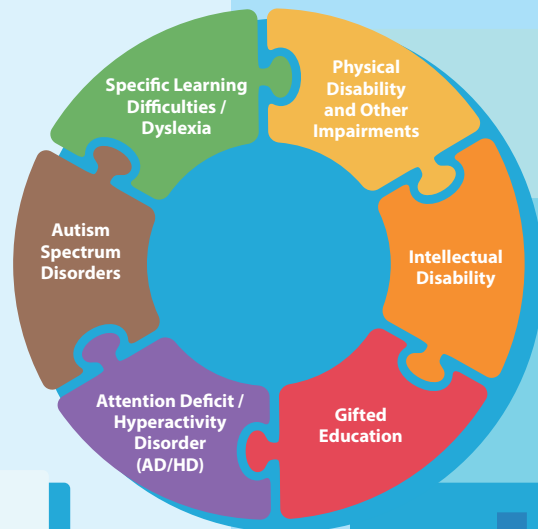 Specific Learning
Difficulties /
Dyslexia
Physical
Disability
and Other
Impairments
Autism
Spectrum
Disorders
Intellectual
Disability
Attention Deficit /
Hyperactivity
Disorder
(AD/HD)
Gifted
Education